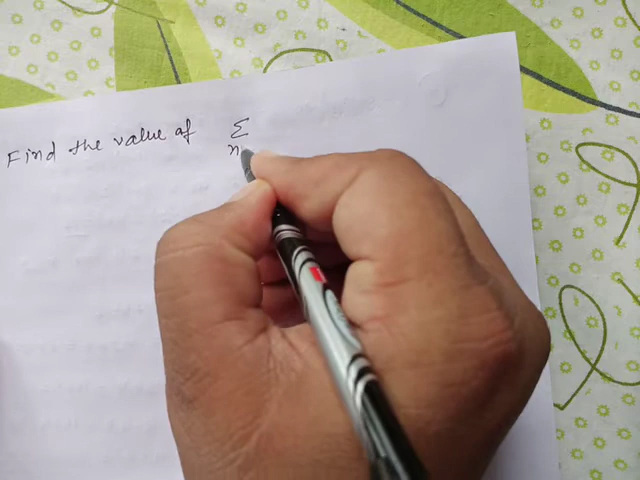 Find the value of Σ
n